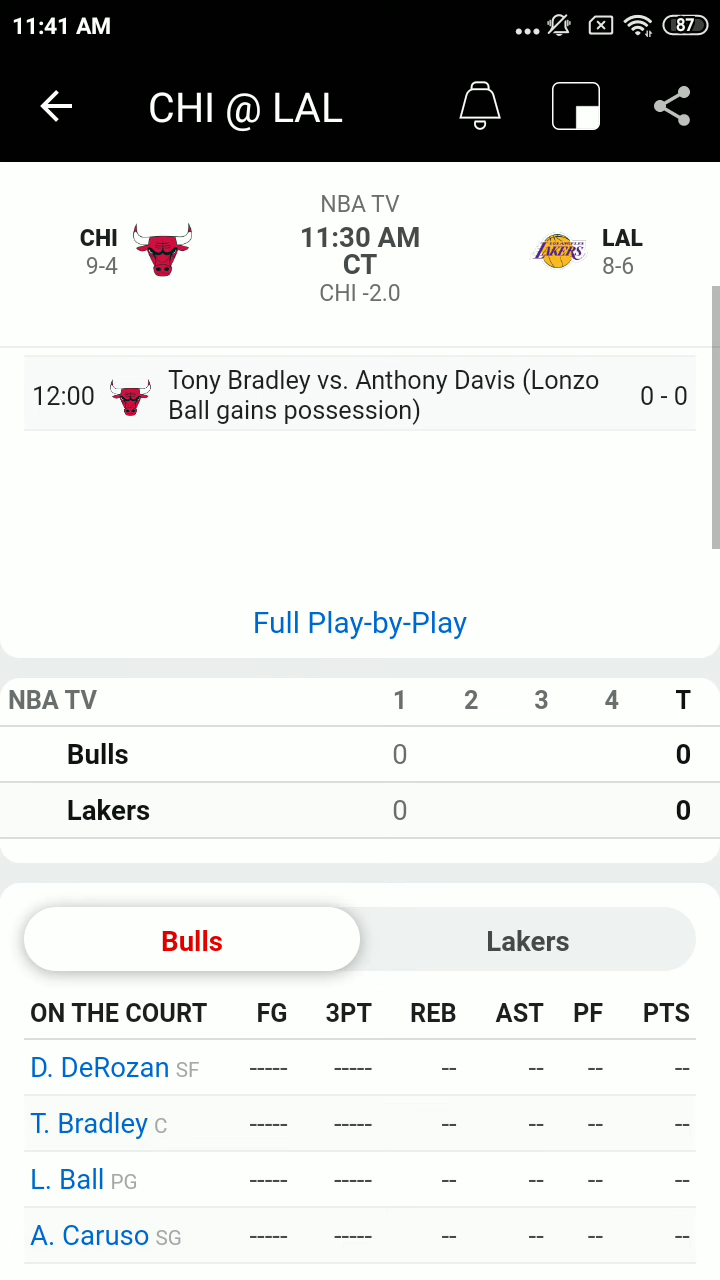 11:41 AM
87
CHI @ LAL
NBA TV
CHI
9-4
11:30 AM
CT
CHI -2.0
LOS ANGELES
LAKERS
LAL
8-6
12:00
Tony Bradley vs. Anthony Davis (Lonzo
Ball gains possession)
0 - 0
Full Play-by-Play
NBA TV 1 2 3 4 T
Bulls 0 0
Lakers 0 0
Bulls Lakers
ON THE COURT FG 3PT REB AST PF PTS
D. DeRozan SF ----- ----- -- -- -- --
T. Bradley C ----- ----- -- -- -- --
L. Ball PG ----- ----- -- -- -- --
A. Caruso SG ----- ----- -- -- -- --